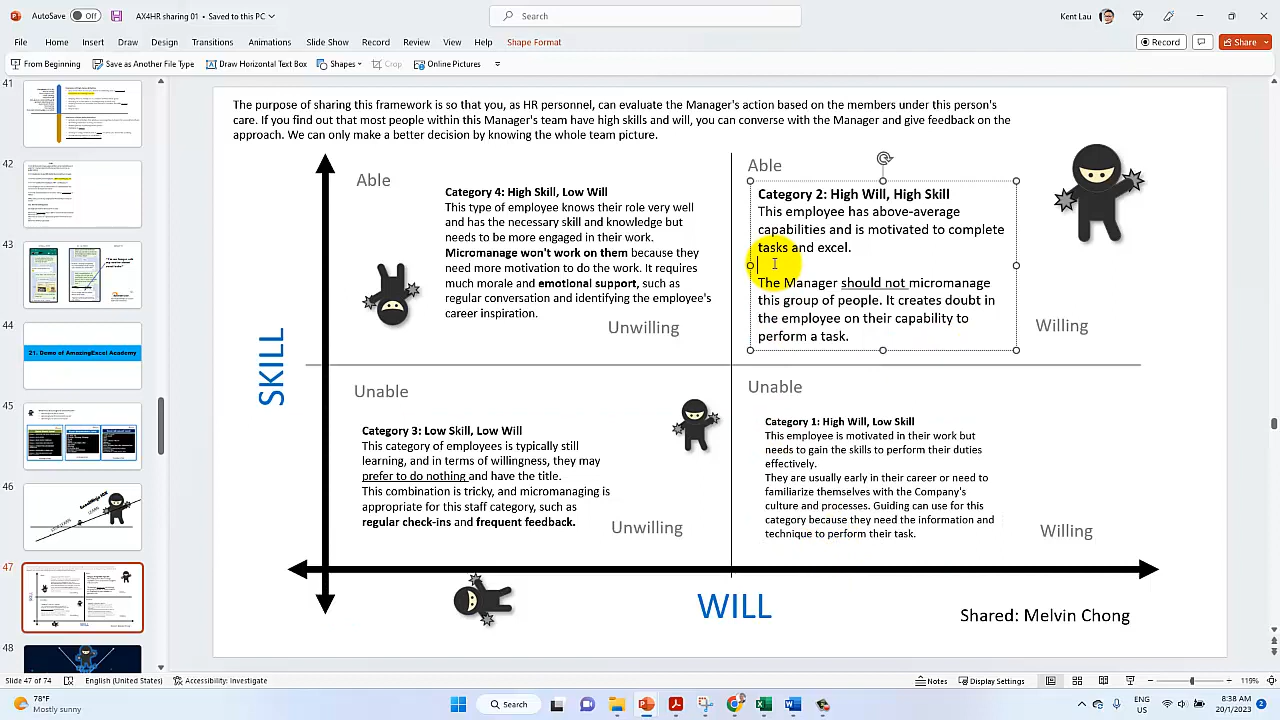 AutoSave
Off
AX4HR sharing 01 • Saved to this PC
Search
Kent Lau
File
Home
Insert
Draw
Design
Transitions
Animations
Slide Show
Record
Review
View
Help
Shape Format
Record
Share
From Beginning
Save as Another File Type
Draw Horizontal Text Box
Shapes
Crop
Online Pictures
41
42
43
44
21. Demo of AmazingExcel Academy
45
46
47
48
The purpose of sharing this framework is so that you, as HR personnel, can evaluate the Manager's action based on the members under this person's
care. If you find out that most people within this Manager's team have high skills and will, you can converse with the Manager and give feedback on the
approach. We can only make a better decision by knowing the whole team picture.
Able
Category 4: High Skill, Low Will
This type of employee knows their role very well
and has the necessary skill and knowledge but
needs to be more engaged in their work.
Micromanage won't work on them because they
need more motivation to do the work. It requires
much morale and emotional support, such as
regular conversation and identifying the employee's
career inspiration.
Unwilling
Able
Category 2: High Will, High Skill
This employee has above-average
capabilities and is motivated to complete
tasks and excel.
The Manager should not micromanage
this group of people. It creates doubt in
the employee on their capability to
perform a task.
Willing
SKILL
Unable
Category 3: Low Skill, Low Will
This category of employees is typically still
learning, and in terms of willingness, they may
prefer to do nothing and have the title.
This combination is tricky, and micromanaging is
appropriate for this staff category, such as
regular check-ins and frequent feedback.
Unwilling
Unable
Category 1: High Will, Low Skill
This employee is motivated in their work but
needs to gain the skills to perform their duties
effectively.
They are usually early in their career or need to
familiarize themselves with the Company's
culture and processes. Guiding can use for this
category because they need the information and
technique to perform their task.
Willing
WILL
Shared: Melvin Chong
Slide 47 of 74
English (United States)
Accessibility: Investigate
Notes
Display Settings
119%
78°F
Mostly sunny
Search
ENG
US
8:38 AM
20/7/2023